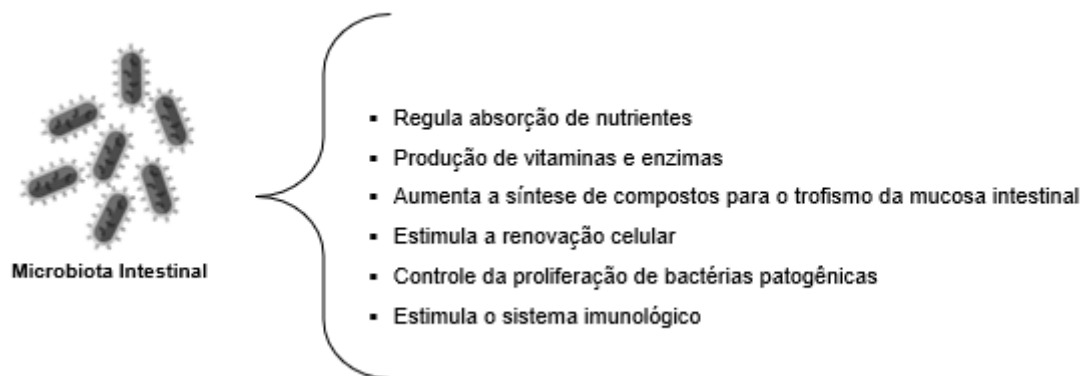 Microbiota Intestinal
▪ Regula absorção de nutrientes
▪ Produção de vitaminas e enzimas
▪ Aumenta a síntese de compostos para o trofismo da mucosa intestinal
▪ Estimula a renovação celular
▪ Controle da proliferação de bactérias patogênicas
▪ Estimula o sistema imunológico